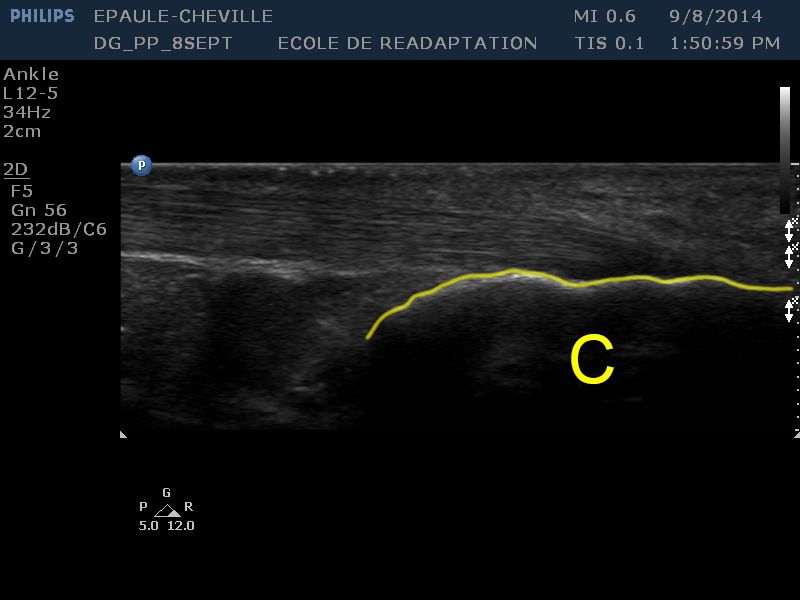 PHILIPS EPAULE-CHEVILLE MI 0.6 9/8/2014
DG_PP_8SEPT ECOLE DE READAPTATION TIS 0.1 1:50:59 PM
Ankle
L12-5
34Hz
2cm
2D
F5
Gn 56
232dB/C6
G/3/3
P
C
G
P R
5.0 12.0